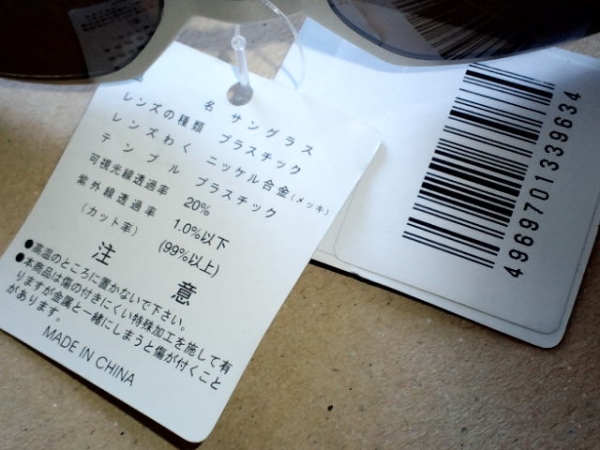 名 サングラス
レンズの種類 プラスチック
レンズわく ニッケル合金(メッキ)
テンプル プラスチック
可視光線透過率 20%
紫外線透過率 1.0%以下
(カット率) (99%以上)
注 意
●高温のところに置かないで下さい。
●本商品は傷の付きにくい特殊加工を施して有
りますが金属と一緒にしまうと傷が付くこと
があります。
MADE IN CHINA
4969701339634